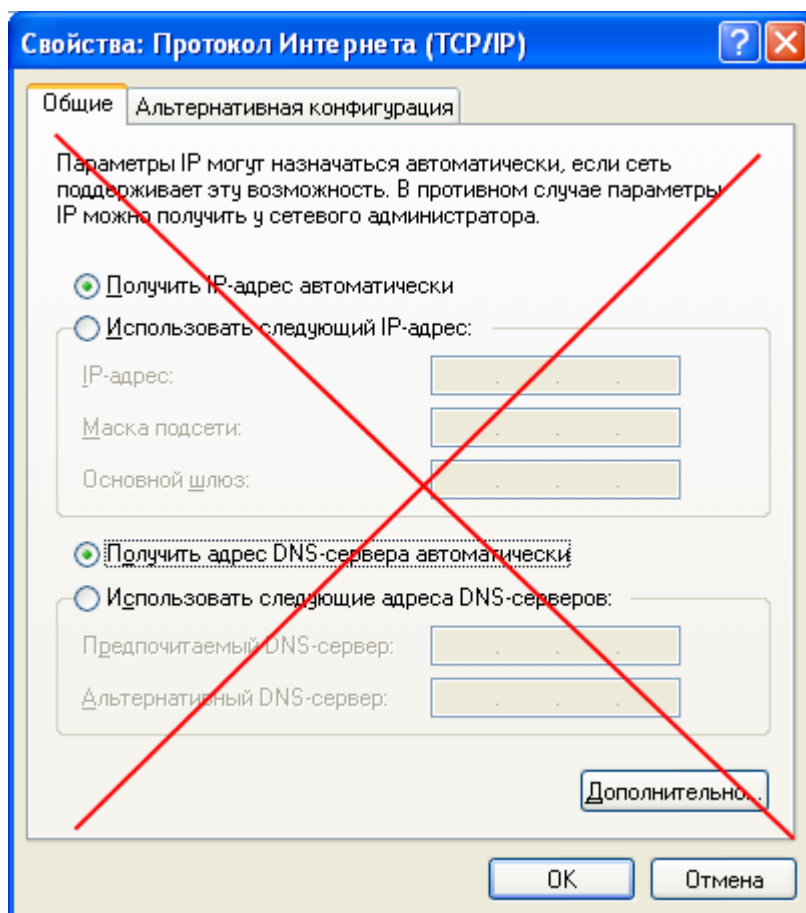 Свойства: Протокол Интернета (TCP/IP)
Общие
Альтернативная конфигурация
Параметры IP могут назначаться автоматически, если сеть
поддерживает эту возможность. В противном случае параметры
IP можно получить у сетевого администратора.
Получить IP-адрес автоматически
Использовать следующий IP-адрес:
IP-адрес:
Маска подсети:
Основной шлюз:
Получить адрес DNS-сервера автоматически
Использовать следующие адреса DNS-серверов:
Предпочитаемый DNS-сервер:
Альтернативный DNS-сервер:
Дополнительно...
OK
Отмена